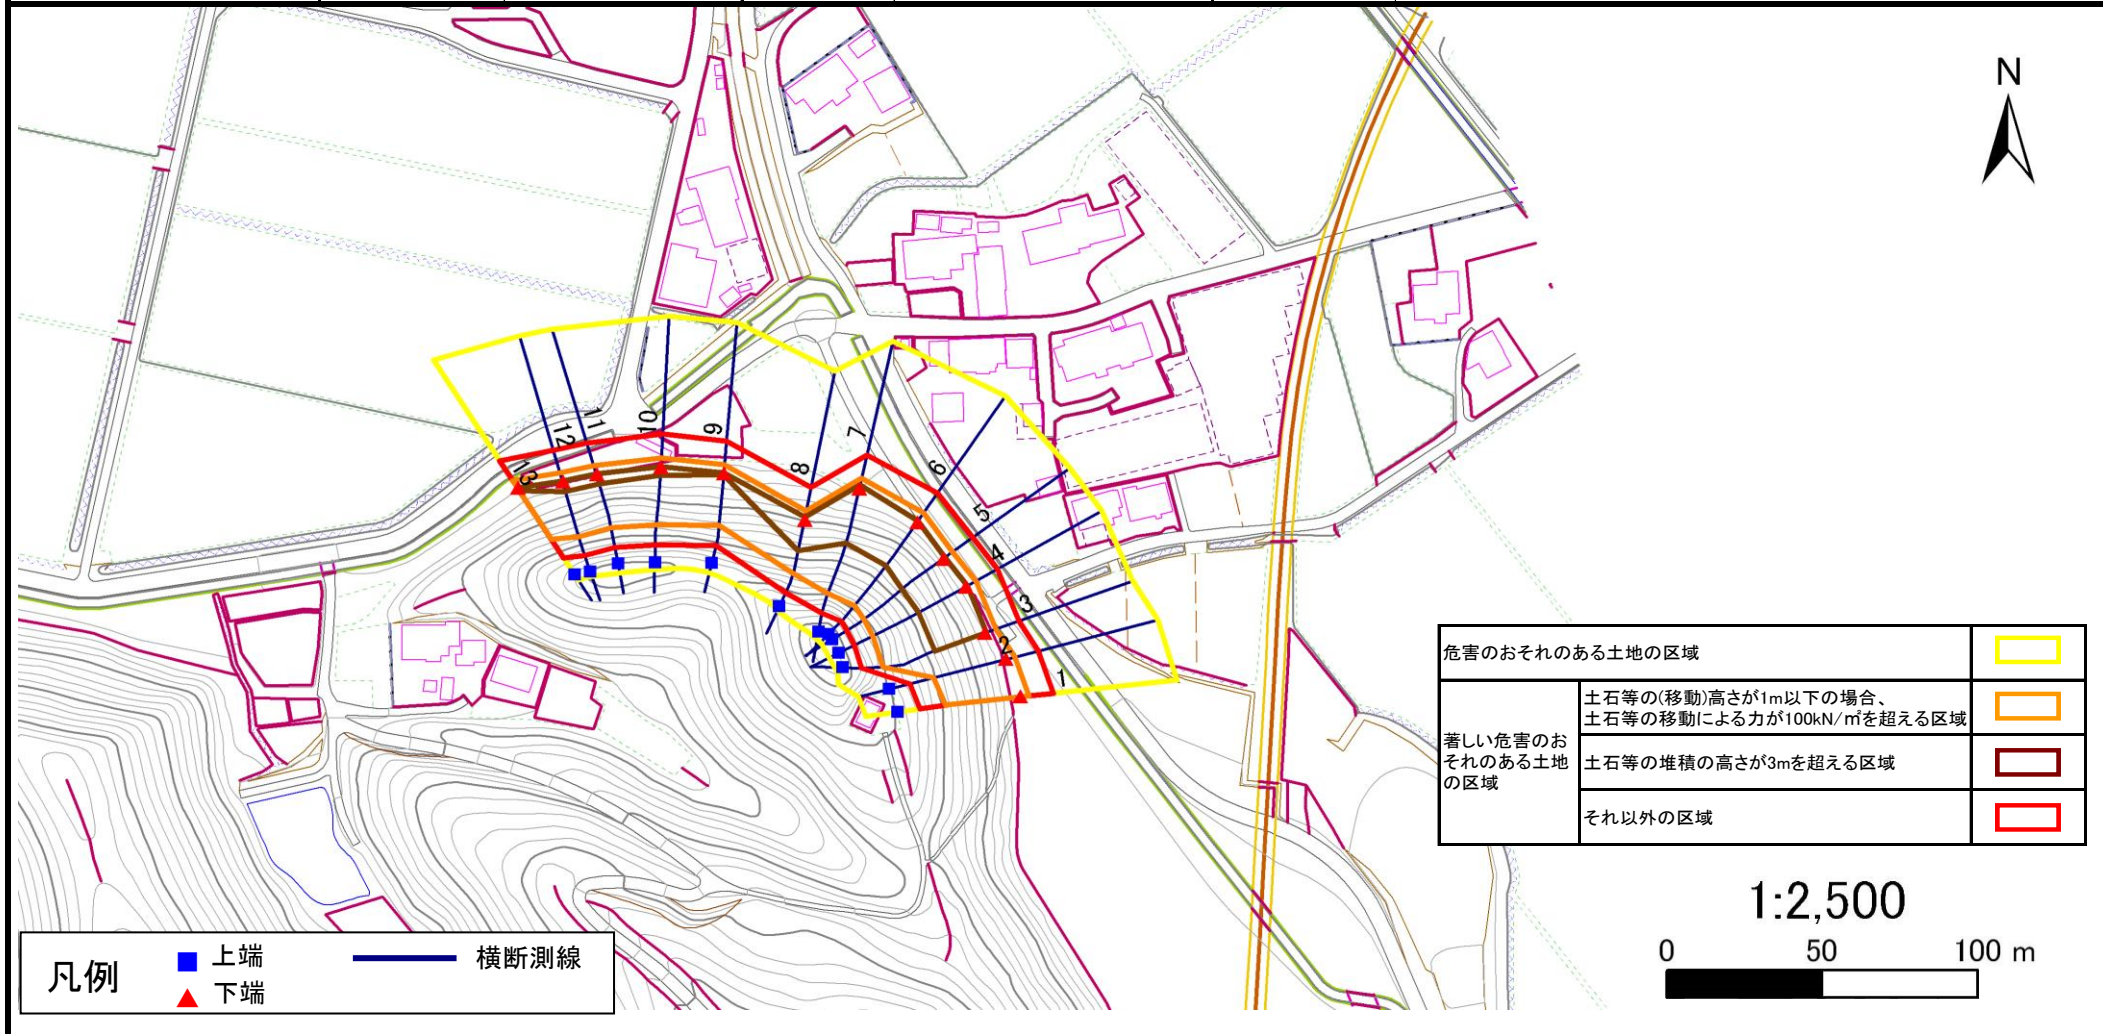 N
13
12
11
10
9
8
7
6
5
4
3
2
1
危害のおそれのある土地の区域
著しい危害のお
それのある土地
の区域
土石等の(移動)高さが1m以下の場合、
土石等の移動による力が100kN/㎡を超える区域
土石等の堆積の高さが3mを超える区域
それ以外の区域
1:2,500
0 50 100 m
凡例
上端
下端
横断測線